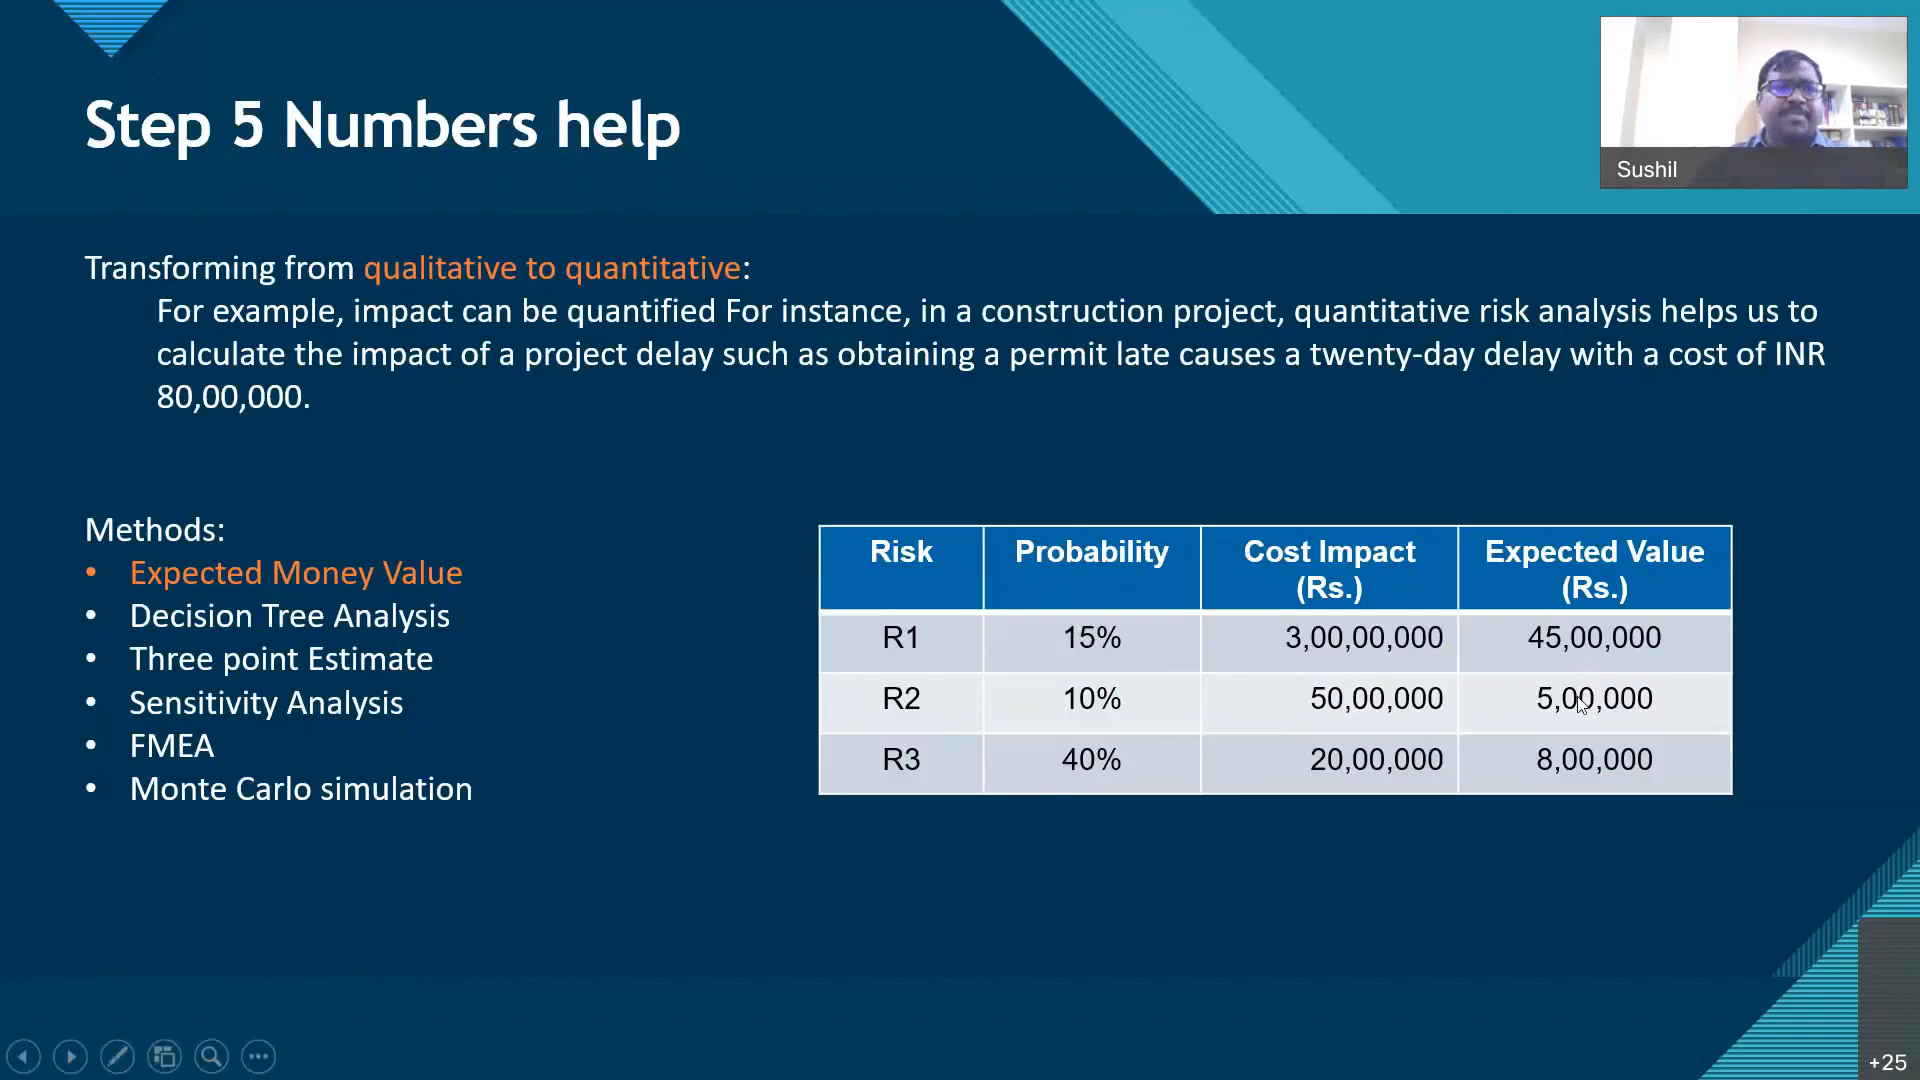 Step 5 Numbers help
Sushil
Transforming from qualitative to quantitative:
For example, impact can be quantified For instance, in a construction project, quantitative risk analysis helps us to
calculate the impact of a project delay such as obtaining a permit late causes a twenty-day delay with a cost of INR
80,00,000.
Methods:
• Expected Money Value
• Decision Tree Analysis
• Three point Estimate
• Sensitivity Analysis
• FMEA
• Monte Carlo simulation
Risk Probability Cost Impact (Rs.) Expected Value (Rs.)
R1 15% 3,00,00,000 45,00,000
R2 10% 50,00,000 5,00,000
R3 40% 20,00,000 8,00,000
+25